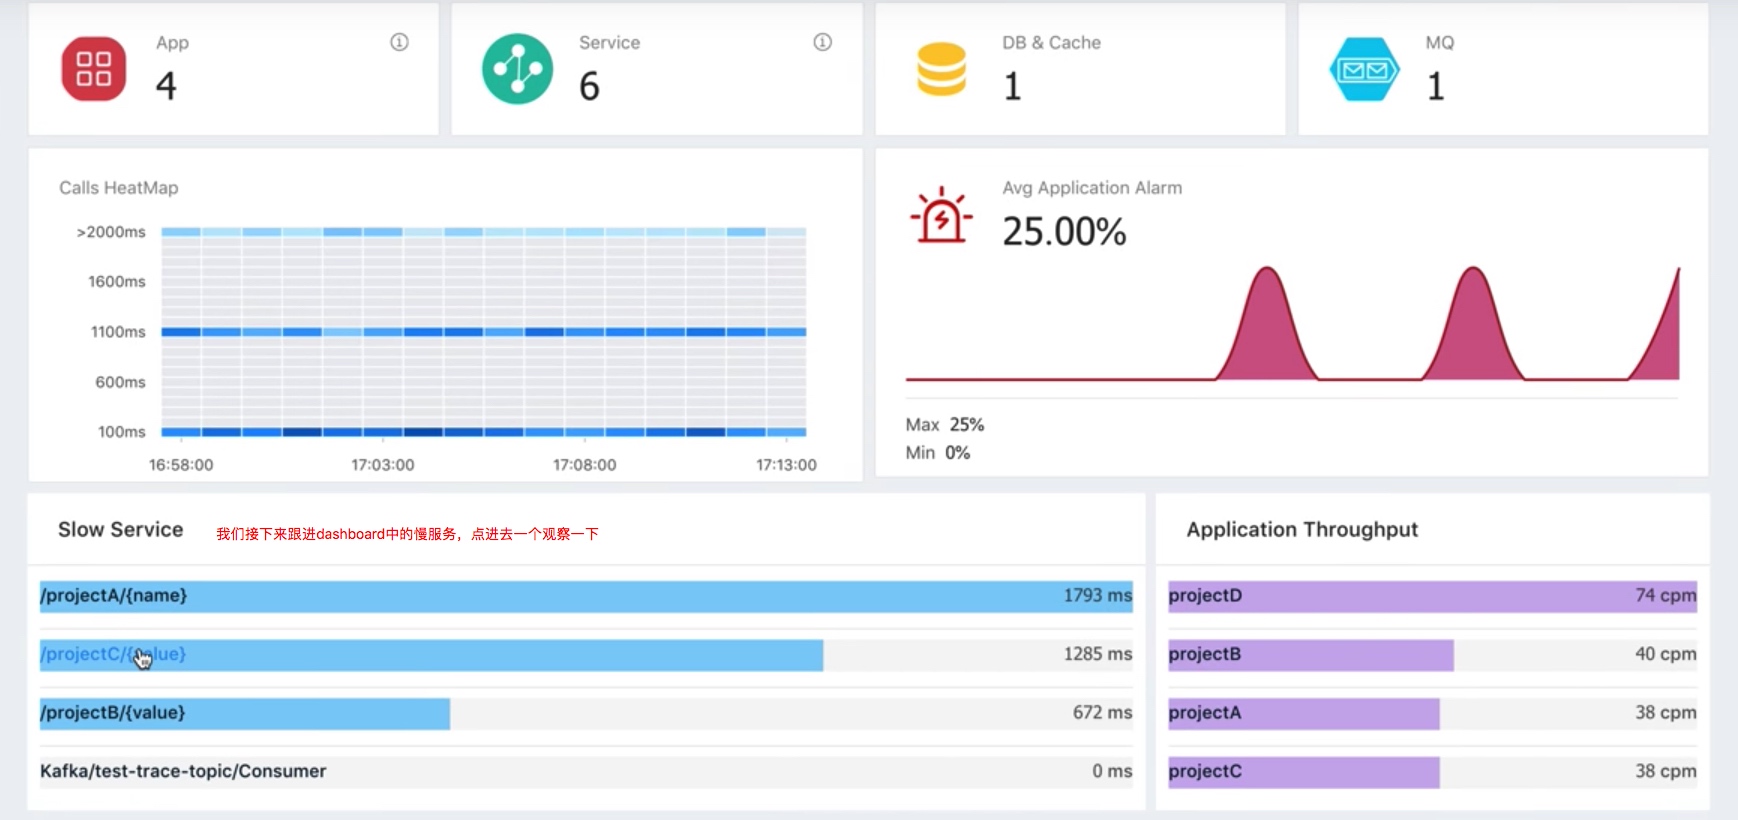 App
4
Service
6
DB & Cache
1
MQ
1
Calls HeatMap
>2000ms
1600ms
1100ms
600ms
100ms
16:58:00 17:03:00 17:08:00 17:13:00
Avg Application Alarm
25.00%
Max 25%
Min 0%
Slow Service 我们接下来跟进dashboard中的慢服务，点进去一个观察一下
/projectA/{name} 1793 ms
/projectC/{value} 1285 ms
/projectB/{value} 672 ms
Kafka/test-trace-topic/Consumer 0 ms
Application Throughput
projectD 74 cpm
projectB 40 cpm
projectA 38 cpm
projectC 38 cpm